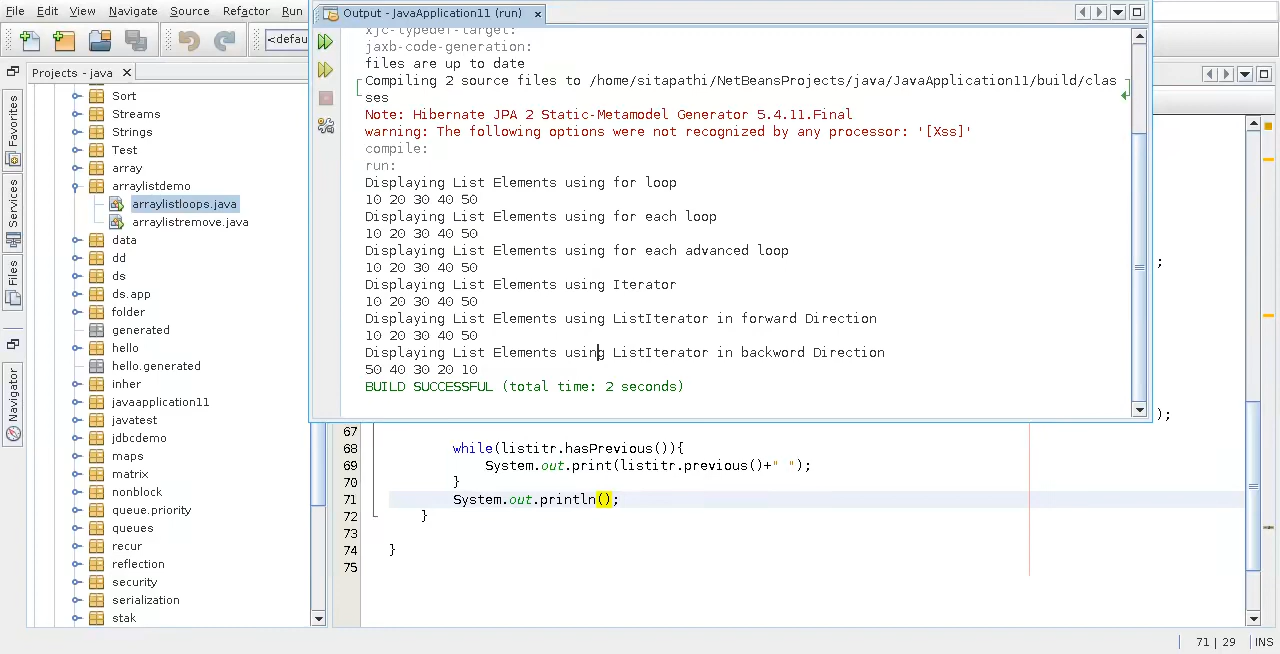 File Edit View Navigate Source Refactor Run
Output - JavaApplication11 (run)
<defau
Projects - java
Favorites
Services
Files
Navigator
Sort
Streams
Strings
Test
array
arraylistdemo
arraylistloops.java
arraylistremove.java
data
dd
ds
ds.app
folder
generated
hello
hello.generated
inher
javaapplication11
javatest
jdbcdemo
maps
matrix
nonblock
queue.priority
queues
recur
reflection
security
serialization
stak
xjc-typedef-target:
jaxb-code-generation:
files are up to date
Compiling 2 source files to /home/sitapathi/NetBeansProjects/java/JavaApplication11/build/clas
ses
Note: Hibernate JPA 2 Static-Metamodel Generator 5.4.11.Final
warning: The following options were not recognized by any processor: '[Xss]'
compile:
run:
Displaying List Elements using for loop
10 20 30 40 50
Displaying List Elements using for each loop
10 20 30 40 50
Displaying List Elements using for each advanced loop
10 20 30 40 50
Displaying List Elements using Iterator
10 20 30 40 50
Displaying List Elements using ListIterator in forward Direction
10 20 30 40 50
Displaying List Elements using ListIterator in backword Direction
50 40 30 20 10
BUILD SUCCESSFUL (total time: 2 seconds)
;
);
67
68 while(listitr.hasPrevious()){
69 System.out.print(listitr.previous()+" ");
70 }
71 System.out.println();
72 }
73
74 }
75
71 | 29 INS